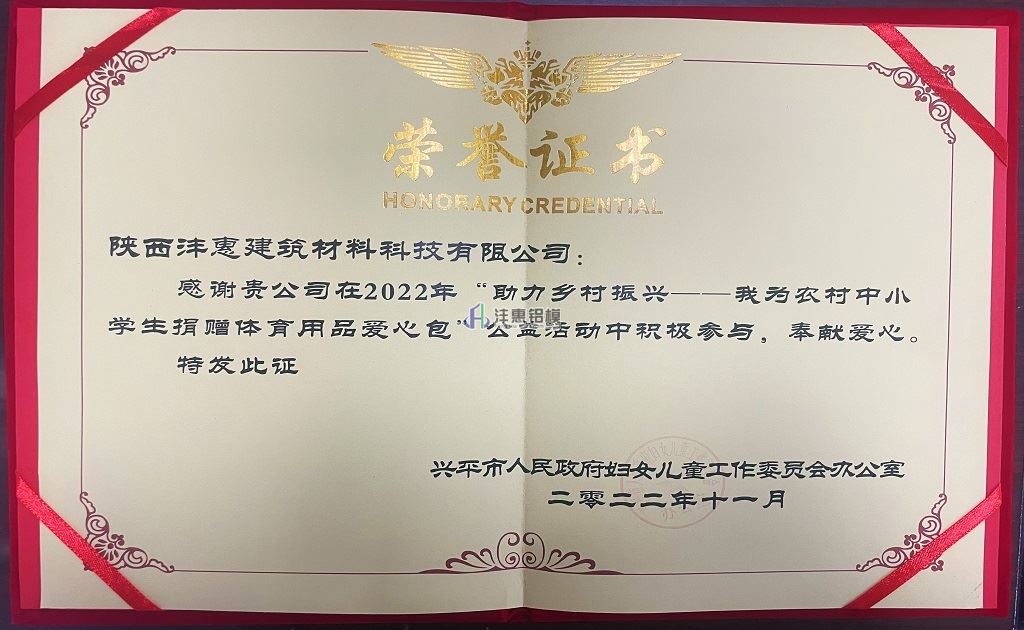 荣誉证书
HONORARY CREDENTIAL
陕西沣惠建筑材料科技有限公司：
感谢贵公司在2022年“助力乡村振兴——我为农村中小
学生捐赠体育用品爱心包”公益活动中积极参与，奉献爱心。
特发此证
沣惠铝模
兴平市人民政府妇女儿童工作委员会办公室
二零二二年十一月